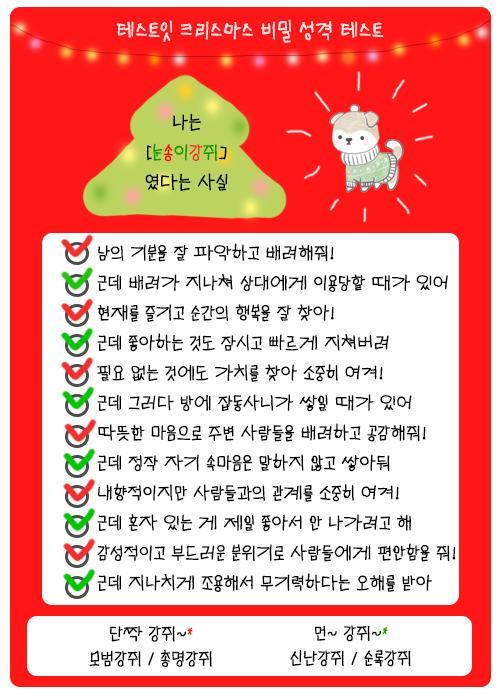 테스트잇 크리스마스 비밀 성격 테스트
나는
[눈송이강쥐]
였다는 사실
남의 기분을 잘 파악하고 배려해줘!
근데 배려가 지나쳐 상대에게 이용당할 때가 있어
현재를 즐기고 순간의 행복을 잘 찾아!
근데 좋아하는 것도 잠시고 빠르게 지쳐버려
필요 없는 것에도 가치를 찾아 소중히 여겨!
근데 그러다 방에 잡동사니가 쌓일 때가 있어
따뜻한 마음으로 주변 사람들을 배려하고 공감해줘!
근데 정작 자기 속마음은 말하지 않고 쌓아둬
내향적이지만 사람들과의 관계를 소중히 여겨!
근데 혼자 있는 게 제일 좋아서 안 나가려고 해
감성적이고 부드러운 분위기로 사람들에게 편안함을 줘!
근데 지나치게 조용해서 무기력하다는 오해를 받아
단짝 강쥐~*
모범강쥐 / 총명강쥐
먼~ 강쥐~*
신난강쥐 / 순록강쥐